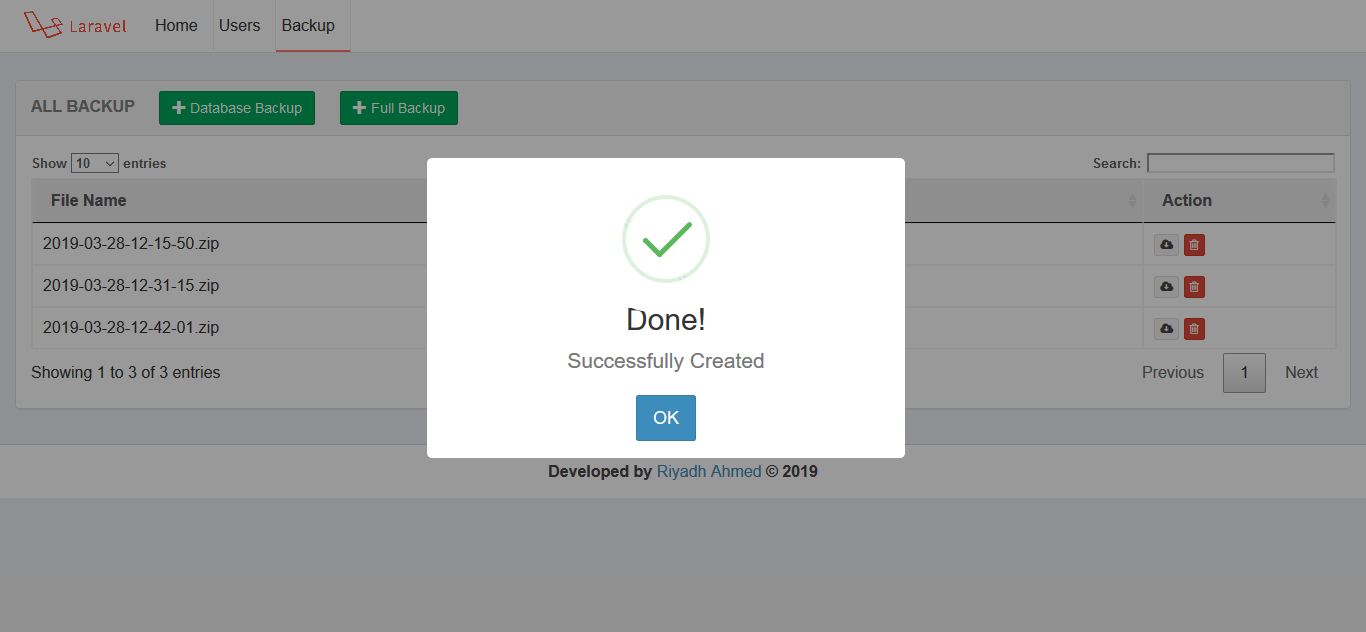 Laravel Home Users Backup
ALL BACKUP Database Backup Full Backup
Show 10 entries Search:
File Name Action
2019-03-28-12-15-50.zip
2019-03-28-12-31-15.zip
2019-03-28-12-42-01.zip
Showing 1 to 3 of 3 entries Previous 1 Next
Done!
Successfully Created
OK
Developed by Riyadh Ahmed © 2019